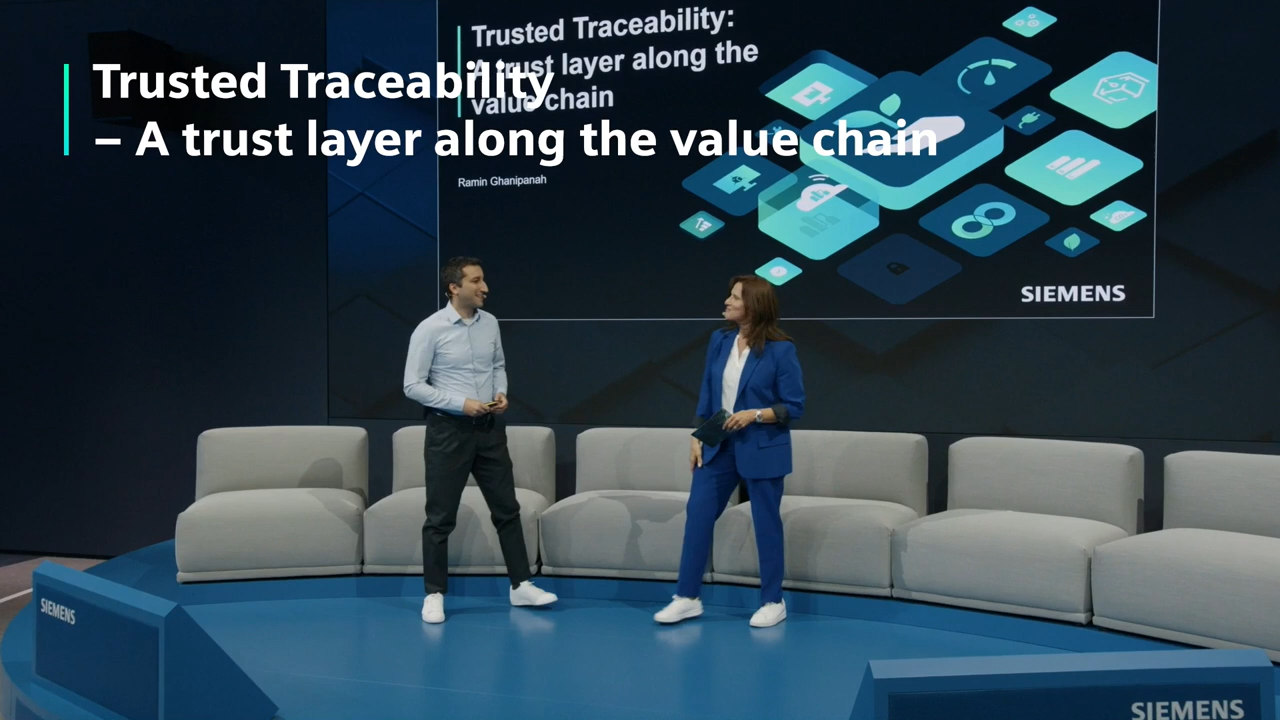 Trusted Traceability:
A trust layer along the
value chain
Trusted Traceability
– A trust layer along the value chain
Ramin Ghanipanah
SIEMENS
SIEMENS
SIEMENS